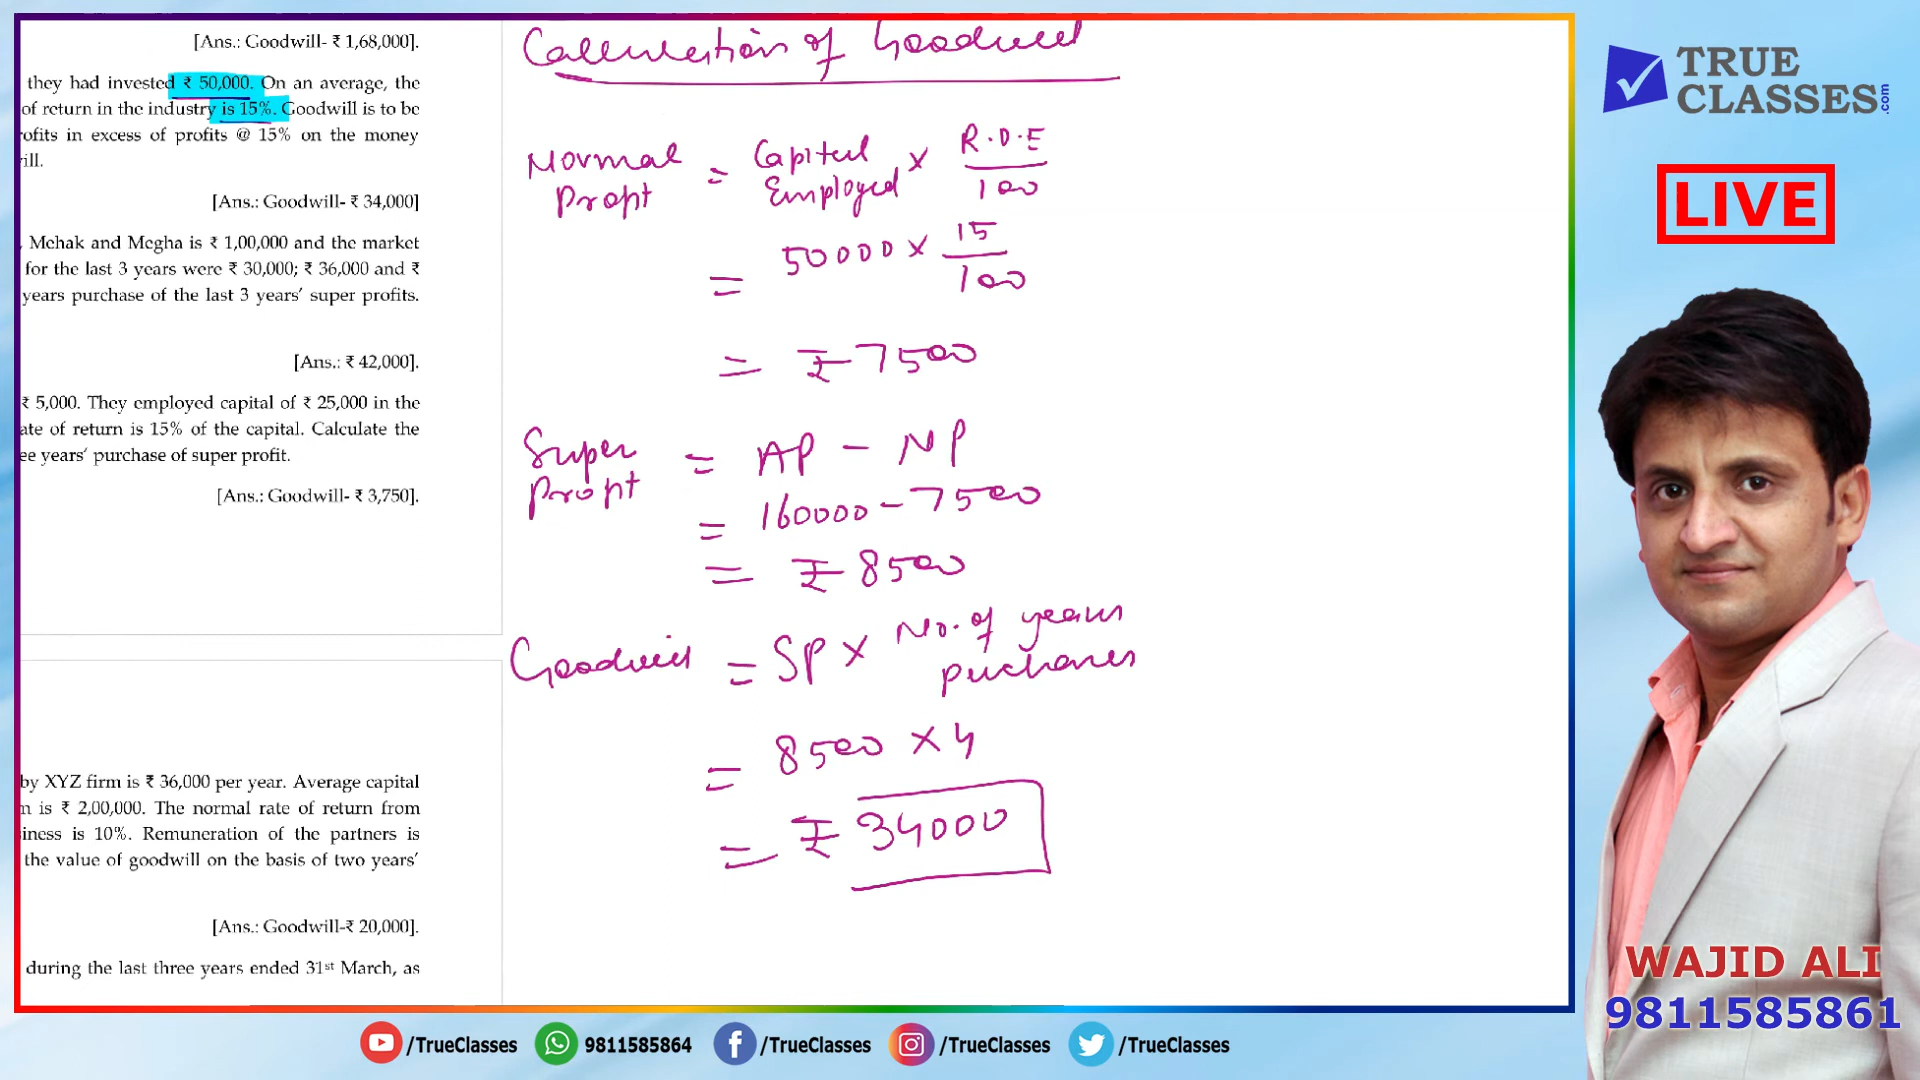 [Ans.: Goodwill- ₹ 1,68,000].
they had invested ₹ 50,000. On an average, the
of return in the industry is 15%. Goodwill is to be
ofits in excess of profits @ 15% on the money
ill.
[Ans.: Goodwill- ₹ 34,000]
, Mehak and Megha is ₹ 1,00,000 and the market
for the last 3 years were ₹ 30,000; ₹ 36,000 and ₹
years purchase of the last 3 years' super profits.
[Ans.: ₹ 42,000].
₹ 5,000. They employed capital of ₹ 25,000 in the
ate of return is 15% of the capital. Calculate the
ee years' purchase of super profit.
[Ans.: Goodwill- ₹ 3,750].
by XYZ firm is ₹ 36,000 per year. Average capital
n is ₹ 2,00,000. The normal rate of return from
iness is 10%. Remuneration of the partners is
the value of goodwill on the basis of two years'
[Ans.: Goodwill-₹ 20,000].
during the last three years ended 31st March, as
Calculation of Goodwill
Normal Profit = Capital Employed × R.O.E / 100
= 50000 × 15 / 100
= ₹ 7500
Super Profit = AP - NP
= 160000 - 7500
= ₹ 8500
Goodwill = SP × No. of years purchases
= 8500 × 4
= ₹ 34000
TRUE
CLASSES.com
LIVE
WAJID ALI
9811585861
/TrueClasses 9811585864 /TrueClasses /TrueClasses /TrueClasses